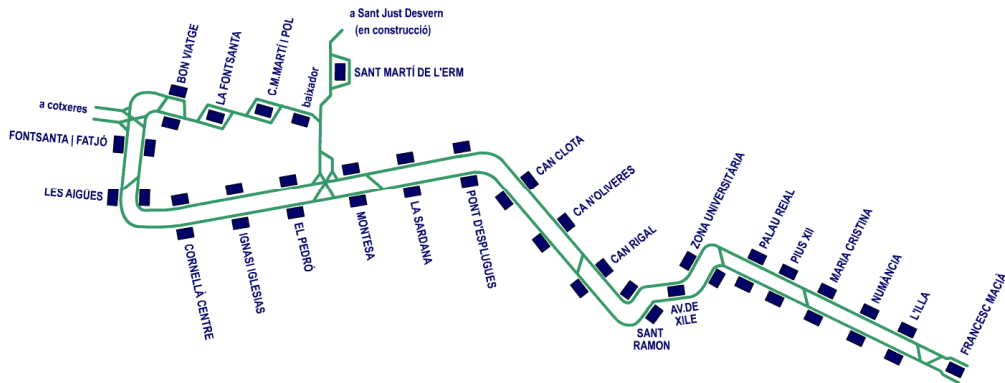 a Sant Just Desvern
(en construcció)
BON VIATGE
LA FONTSANTA
C.M.MARTÍ I POL
baixador
SANT MARTÍ DE L'ERM
a cotxeres
FONTSANTA | FATJÓ
LES AIGÜES
CORNELLÀ CENTRE
IGNASI IGLESIAS
EL PEDRÓ
MONTESA
LA SARDANA
PONT D'ESPLUGUES
CAN CLOTA
CA N'OLIVERES
CAN RIGAL
SANT
RAMON
AV.DE
XILE
ZONA UNIVERSITÀRIA
PALAU REIAL
PIUS XII
MARIA CRISTINA
NUMÀNCIA
L'ILLA
FRANCESC MACIÀ